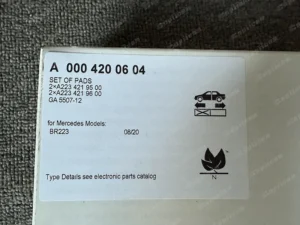 A 000 420 06 04
SET OF PADS
2×A223 421 95 00
2×A223 421 96 00
GA 5507-12
for Mercedes Models:
BR223 08/20
N
Type Details see electronic parts catalog